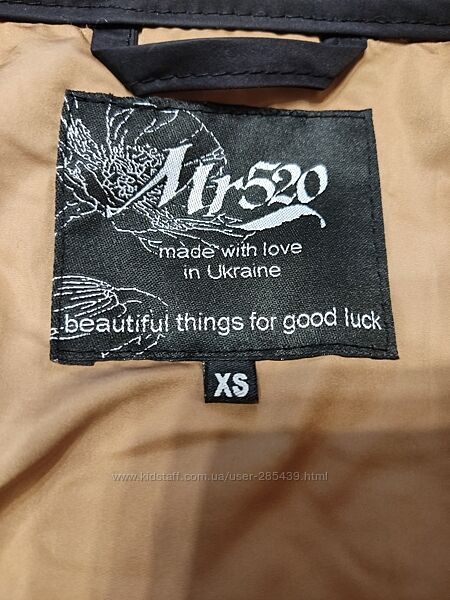 Mr520
made with love
in Ukraine
beautiful things for good luck
XS
www.kidstaff.com.ua/user-285439.html